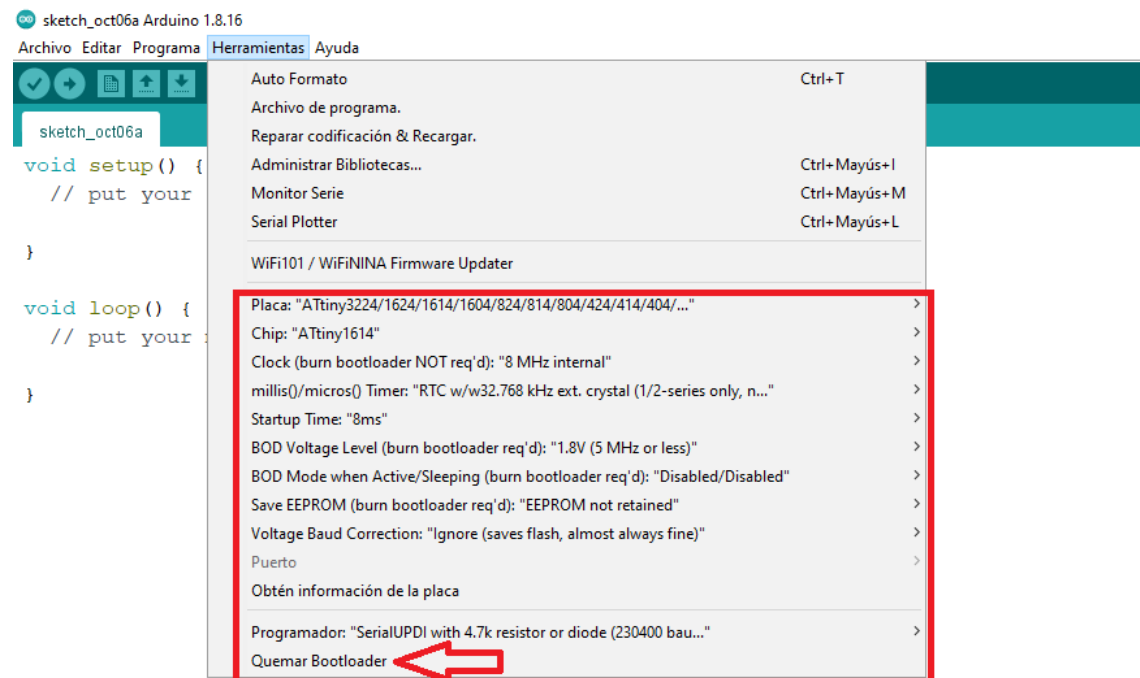 sketch_oct06a Arduino 1.8.16
Archivo Editar Programa Herramientas Ayuda
Auto Formato Ctrl+T
Archivo de programa.
Reparar codificación & Recargar.
Administrar Bibliotecas... Ctrl+Mayús+I
Monitor Serie Ctrl+Mayús+M
Serial Plotter Ctrl+Mayús+L
WiFi101 / WiFiNINA Firmware Updater
Placa: "ATtiny3224/1624/1614/1604/824/814/804/424/414/404/..."
Chip: "ATtiny1614"
Clock (burn bootloader NOT req'd): "8 MHz internal"
millis()/micros() Timer: "RTC w/w32.768 kHz ext. crystal (1/2-series only, n..."
Startup Time: "8ms"
BOD Voltage Level (burn bootloader req'd): "1.8V (5 MHz or less)"
BOD Mode when Active/Sleeping (burn bootloader req'd): "Disabled/Disabled"
Save EEPROM (burn bootloader req'd): "EEPROM not retained"
Voltage Baud Correction: "Ignore (saves flash, almost always fine)"
Puerto
Obtén información de la placa
Programador: "SerialUPDI with 4.7k resistor or diode (230400 bau..."
Quemar Bootloader
sketch_oct06a
void setup() {
// put your
}
void loop() {
// put your
}